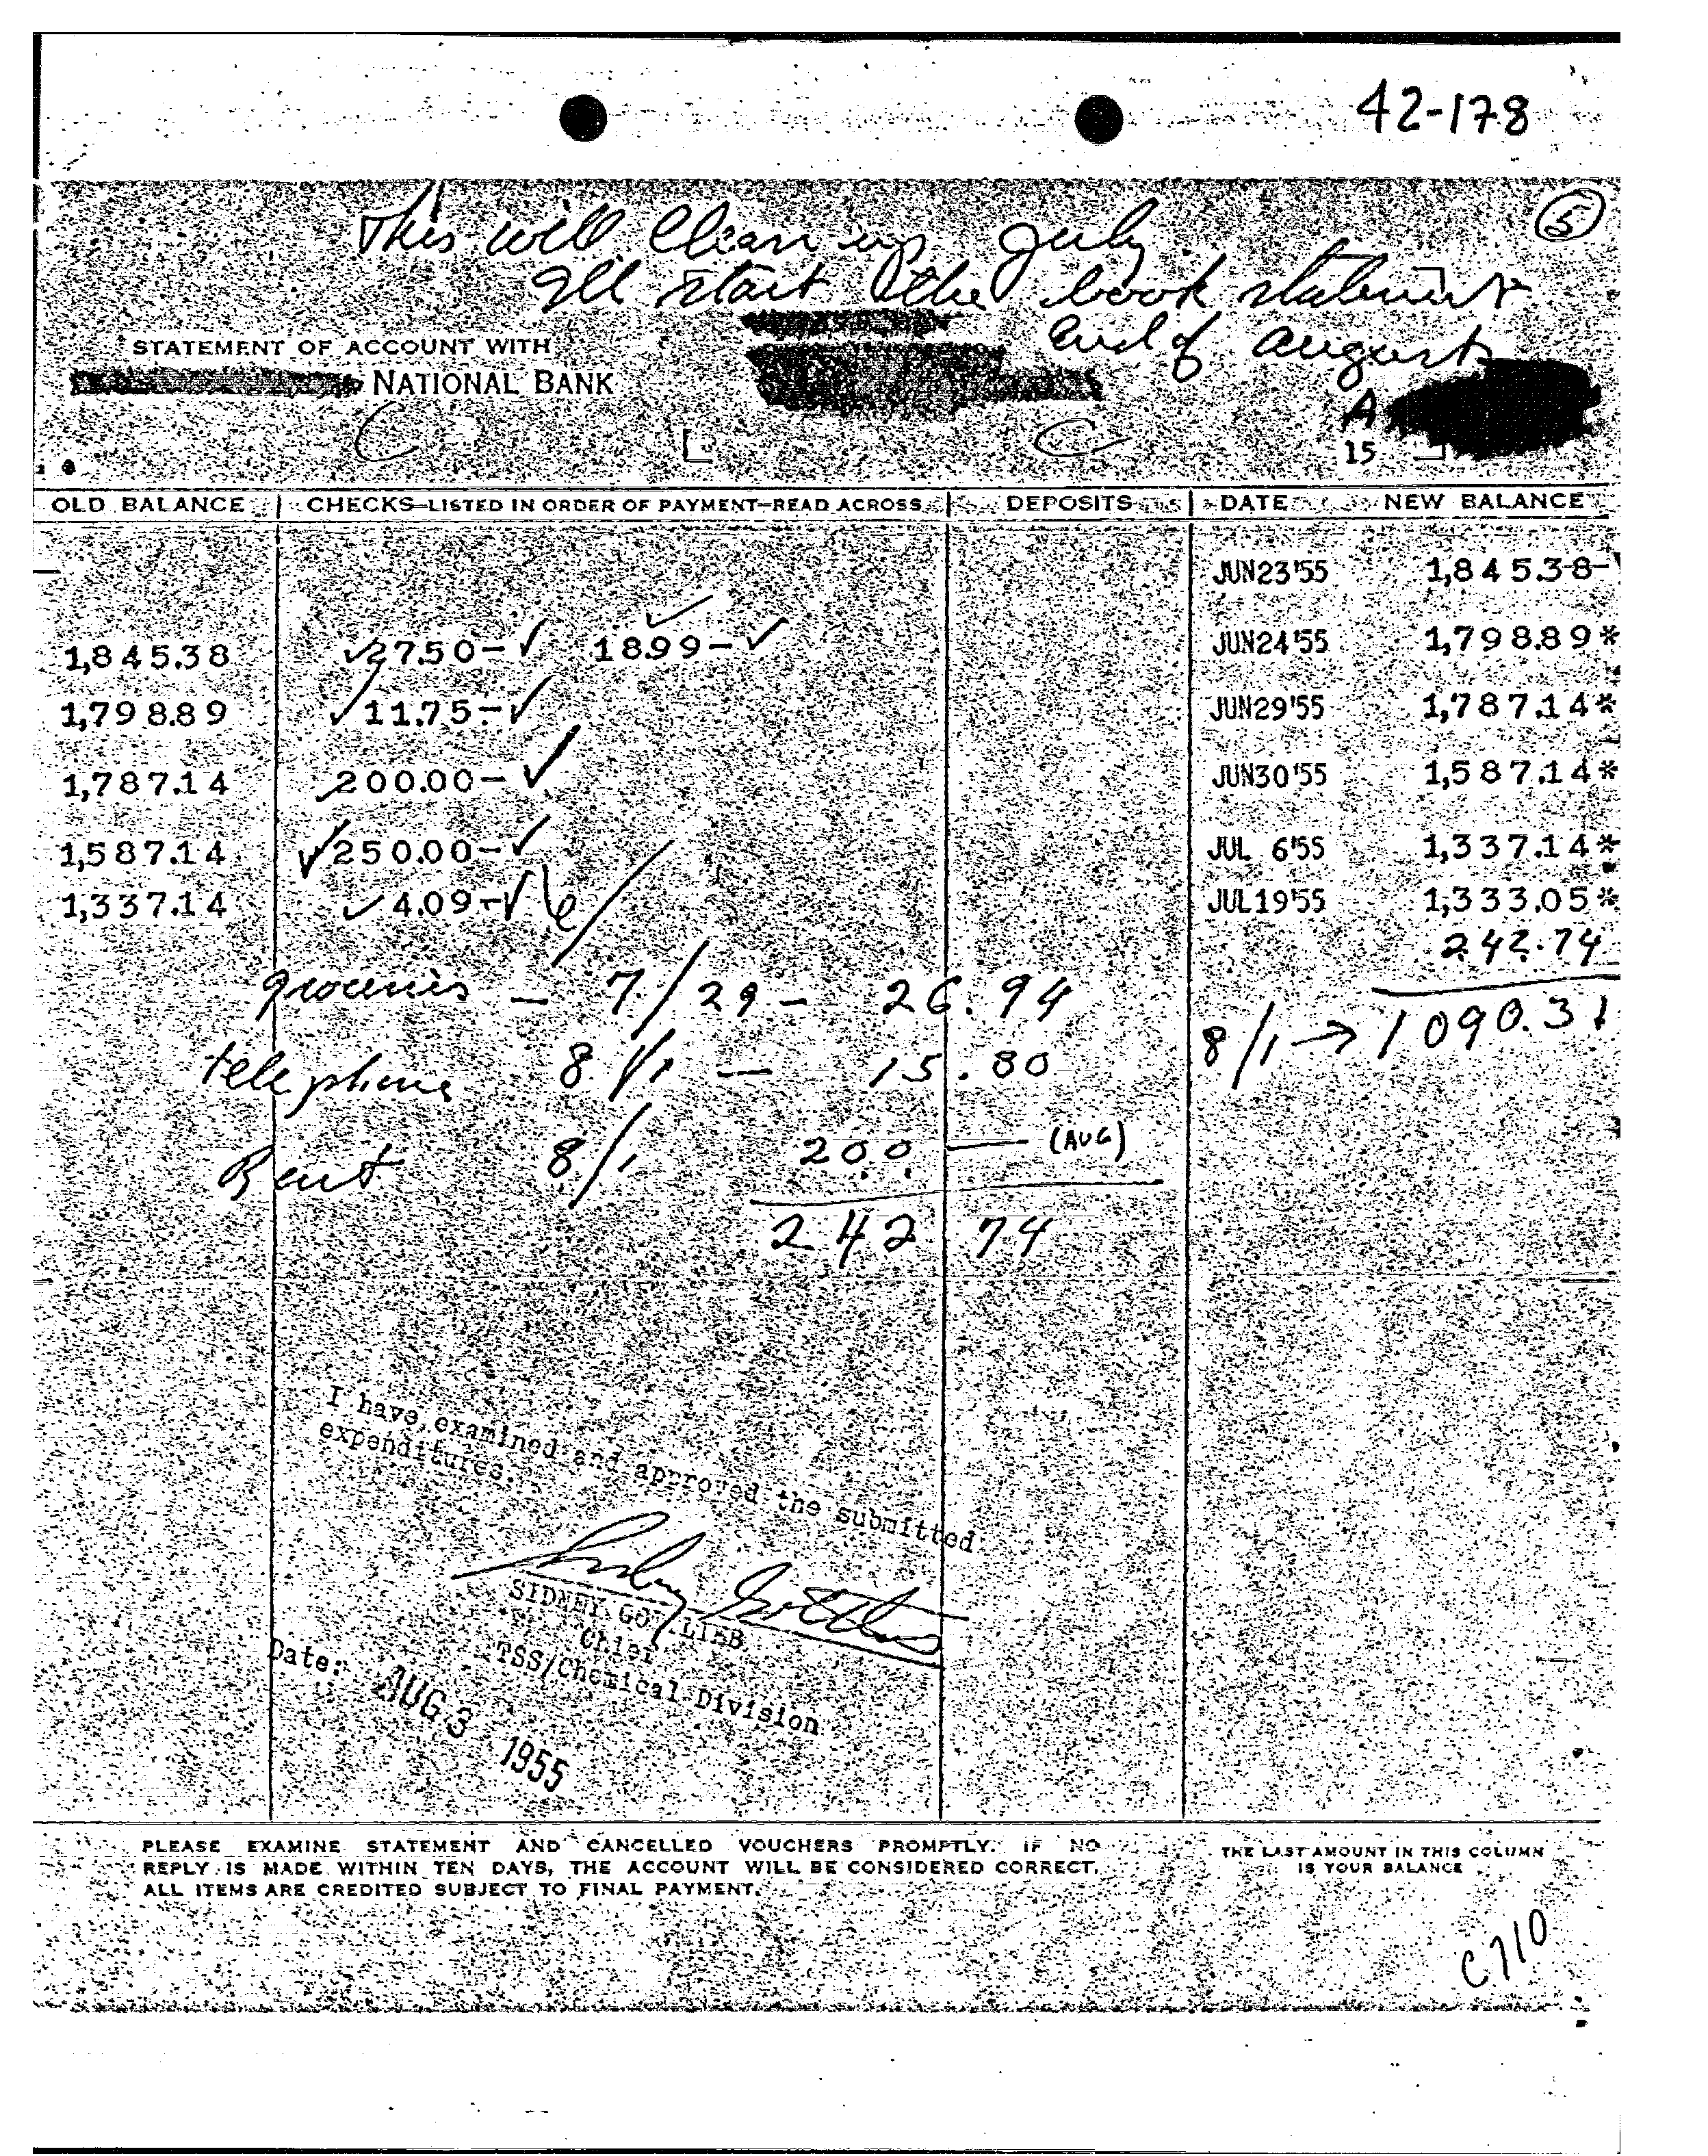 42-178
5
This will clean up July.
I'll start the book statement
end of August
STATEMENT OF ACCOUNT WITH
NATIONAL BANK
A
15
OLD BALANCE CHECKS—LISTED IN ORDER OF PAYMENT—READ ACROSS DEPOSITS DATE NEW BALANCE
JUN23'55 1,845.38-
1,845.38 27.50- 18.99- JUN24'55 1,798.89*
1,798.89 11.75- JUN29'55 1,787.14*
1,787.14 200.00- JUN30'55 1,587.14*
1,587.14 250.00- JUL 6'55 1,337.14*
1,337.14 4.09- JUL19'55 1,333.05*
242.74
groceries — 7/29 — 26.94
8/1 → 1090.31
telephone 8/1 — 15.80
Rent 8/1 200. — (AUG)
242 74
I have examined and approved the submitted
expenditures.
SIDNEY GOTTLIEB
Chief
TSS/Chemical Division
Date: AUG 3 1955
PLEASE EXAMINE STATEMENT AND CANCELLED VOUCHERS PROMPTLY. IF NO
REPLY IS MADE WITHIN TEN DAYS, THE ACCOUNT WILL BE CONSIDERED CORRECT.
ALL ITEMS ARE CREDITED SUBJECT TO FINAL PAYMENT.
THE LAST AMOUNT IN THIS COLUMN
IS YOUR BALANCE
C710